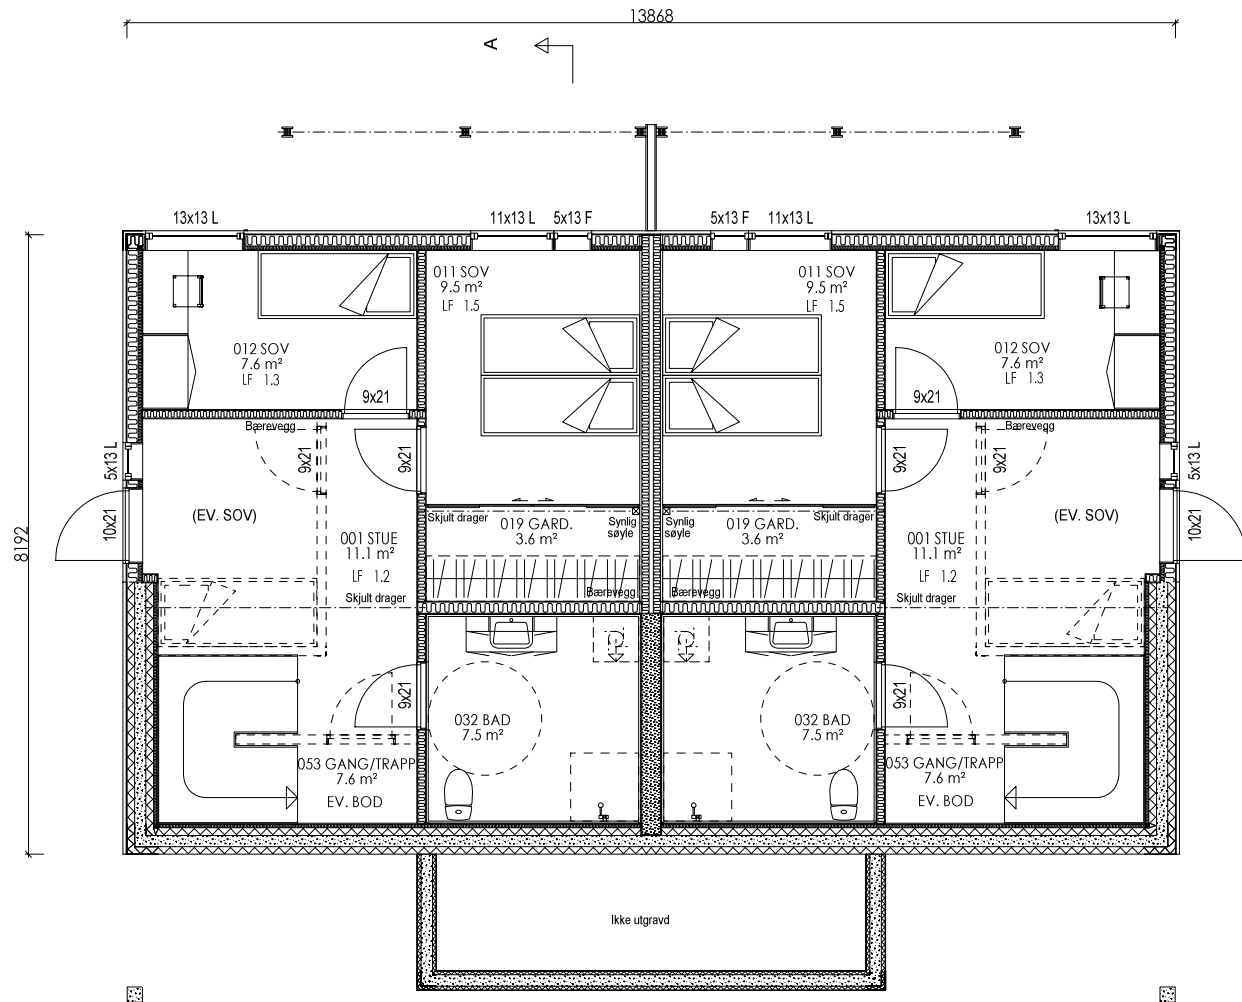 13868
A
13x13 L
11x13 L
5x13 F
5x13 F
11x13 L
13x13 L
011 SOV
9.5 m²
LF 1.5
011 SOV
9.5 m²
LF 1.5
012 SOV
7.6 m²
LF 1.3
012 SOV
7.6 m²
LF 1.3
9x21
9x21
Bærevegg
Bærevegg
5x13 L
9x21
9x21
9x21
9x21
5x13 L
10x21
(EV. SOV)
(EV. SOV)
10x21
8192
Skjult drager
019 GARD.
3.6 m²
Synlig
søyle
Synlig
søyle
019 GARD.
3.6 m²
Skjult drager
001 STUE
11.1 m²
LF 1.2
001 STUE
11.1 m²
LF 1.2
Skjult drager
Bærevegg
Bærevegg
Skjult drager
9x21
9x21
032 BAD
7.5 m²
032 BAD
7.5 m²
053 GANG/TRAPP
7.6 m²
EV. BOD
053 GANG/TRAPP
7.6 m²
EV. BOD
Ikke utgravd